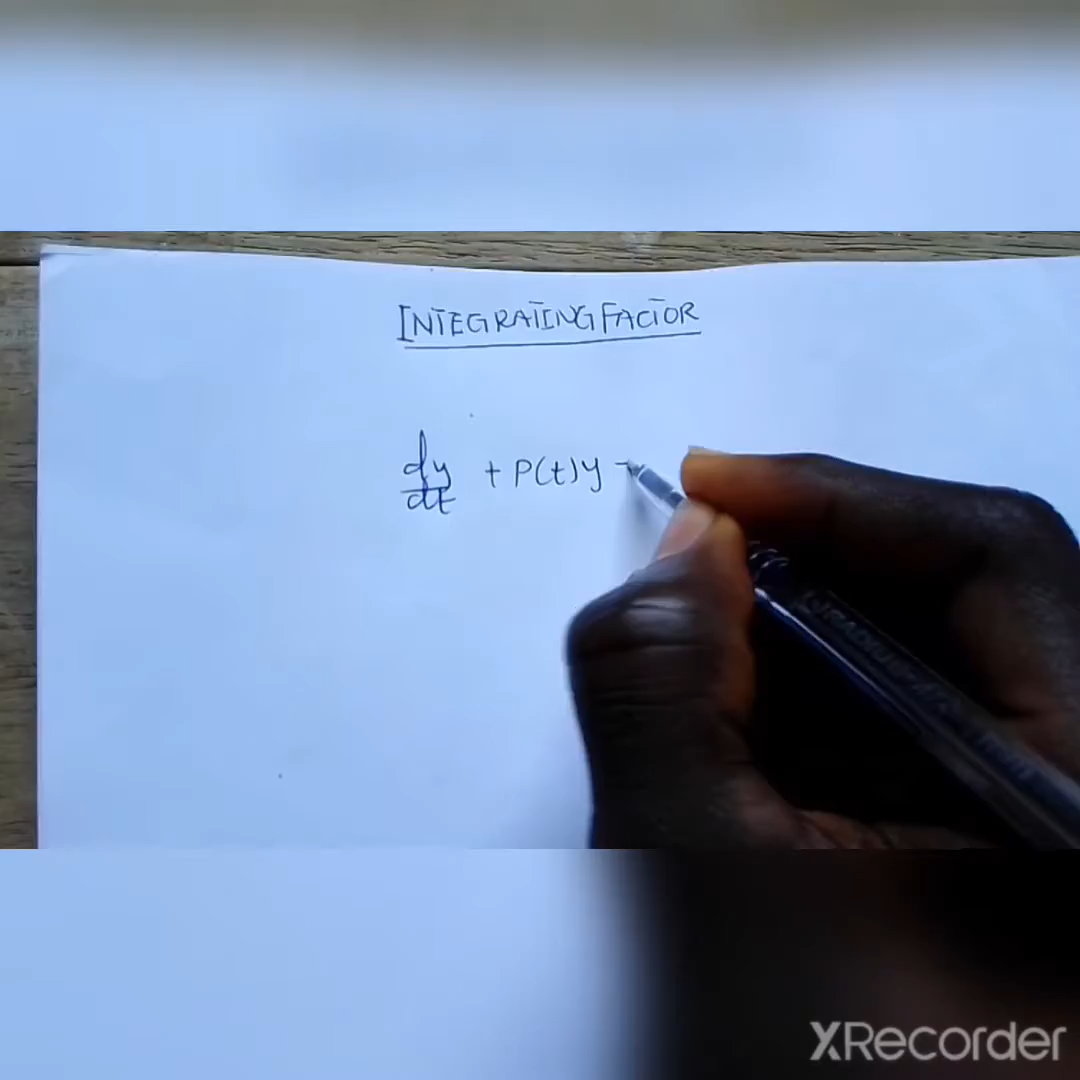 INTEGRATING FACTOR
dy/dt + P(t)y -
XRecorder